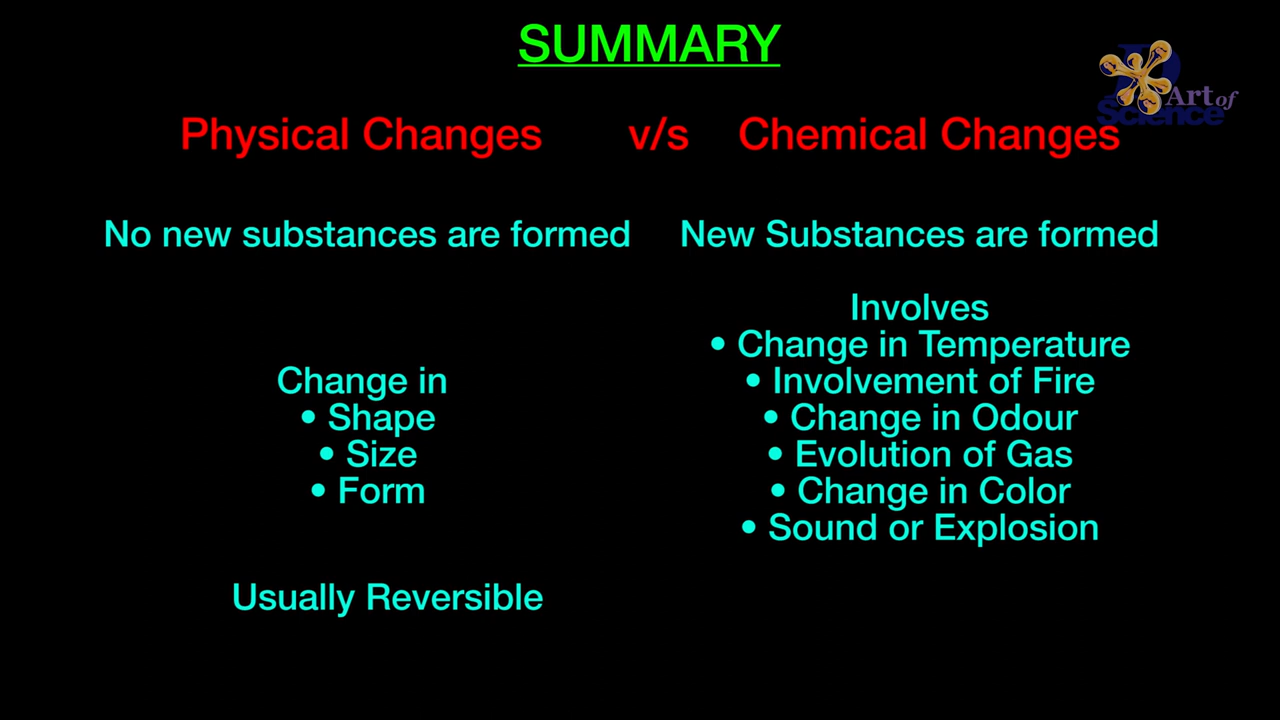 SUMMARY
Art of
Science
Physical Changes v/s Chemical Changes
No new substances are formed
New Substances are formed
Change in
• Shape
• Size
• Form
Involves
• Change in Temperature
• Involvement of Fire
• Change in Odour
• Evolution of Gas
• Change in Color
• Sound or Explosion
Usually Reversible